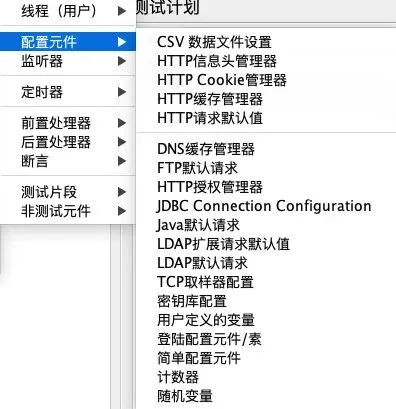 线程（用户）
配置元件
监听器
定时器
前置处理器
后置处理器
断言
测试片段
非测试元件
测试计划
CSV 数据文件设置
HTTP信息头管理器
HTTP Cookie管理器
HTTP缓存管理器
HTTP请求默认值
DNS缓存管理器
FTP默认请求
HTTP授权管理器
JDBC Connection Configuration
Java默认请求
LDAP扩展请求默认值
LDAP默认请求
TCP取样器配置
密钥库配置
用户定义的变量
登陆配置元件/素
简单配置元件
计数器
随机变量